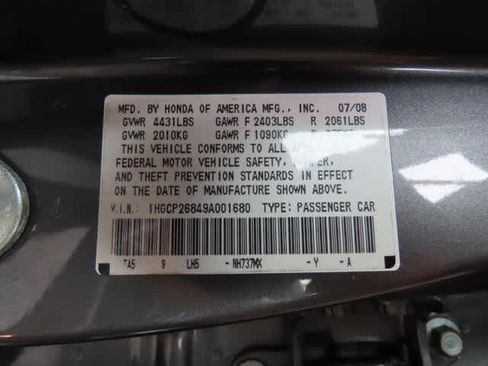 MFD. BY HONDA OF AMERICA MFG., INC. 07/08
GVWR 4431LBS GAWR F 2403LBS R 2061LBS
GVWR 2010KG GAWR F 1090KG R
THIS VEHICLE CONFORMS TO ALL
FEDERAL MOTOR VEHICLE SAFETY,
AND THEFT PREVENTION STANDARDS IN EFFECT
ON THE DATE OF MANUFACTURE SHOWN ABOVE.
V.I.N.: 1HGCP26849A001680 TYPE: PASSENGER CAR
TA5 9 LH5 - NH737MX - Y - A